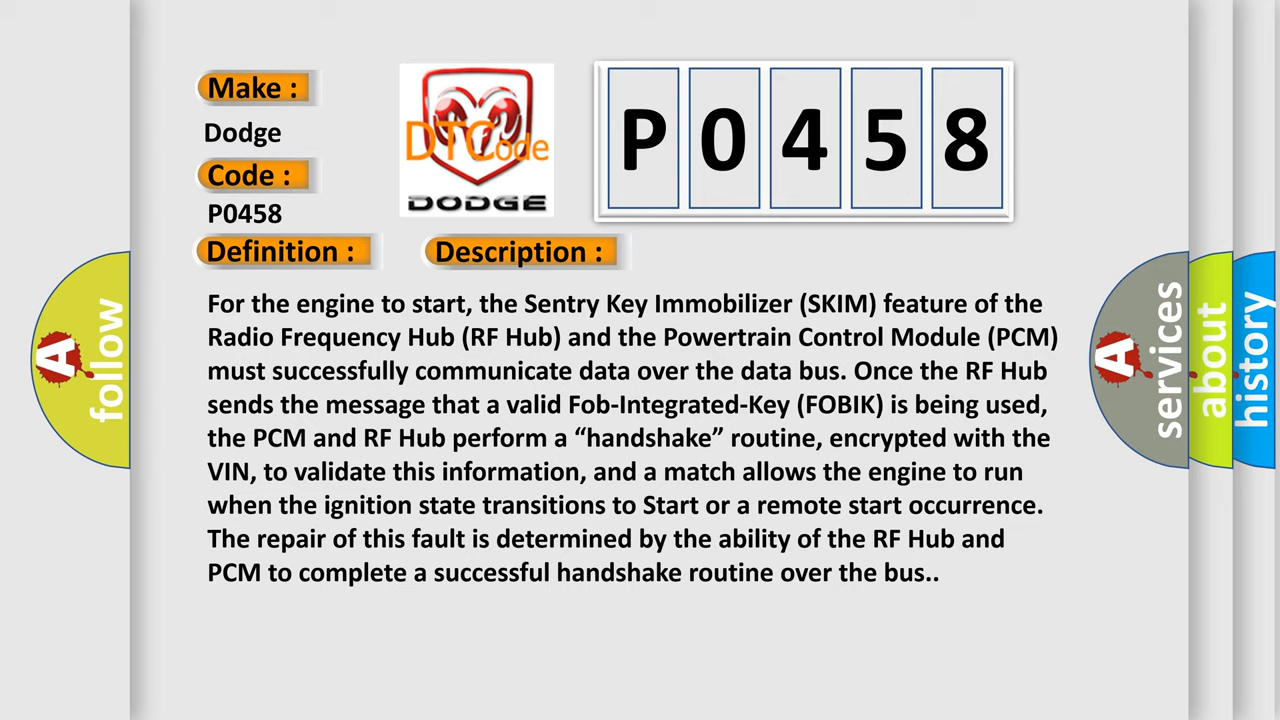 Make :
Dodge
Code :
P0458
Definition :
Description :
DTCode
DODGE
P0458
For the engine to start, the Sentry Key Immobilizer (SKIM) feature of the
Radio Frequency Hub (RF Hub) and the Powertrain Control Module (PCM)
must successfully communicate data over the data bus. Once the RF Hub
sends the message that a valid Fob-Integrated-Key (FOBIK) is being used,
the PCM and RF Hub perform a “handshake” routine, encrypted with the
VIN, to validate this information, and a match allows the engine to run
when the ignition state transitions to Start or a remote start occurrence.
The repair of this fault is determined by the ability of the RF Hub and
PCM to complete a successful handshake routine over the bus..
A follow
A services
about
history